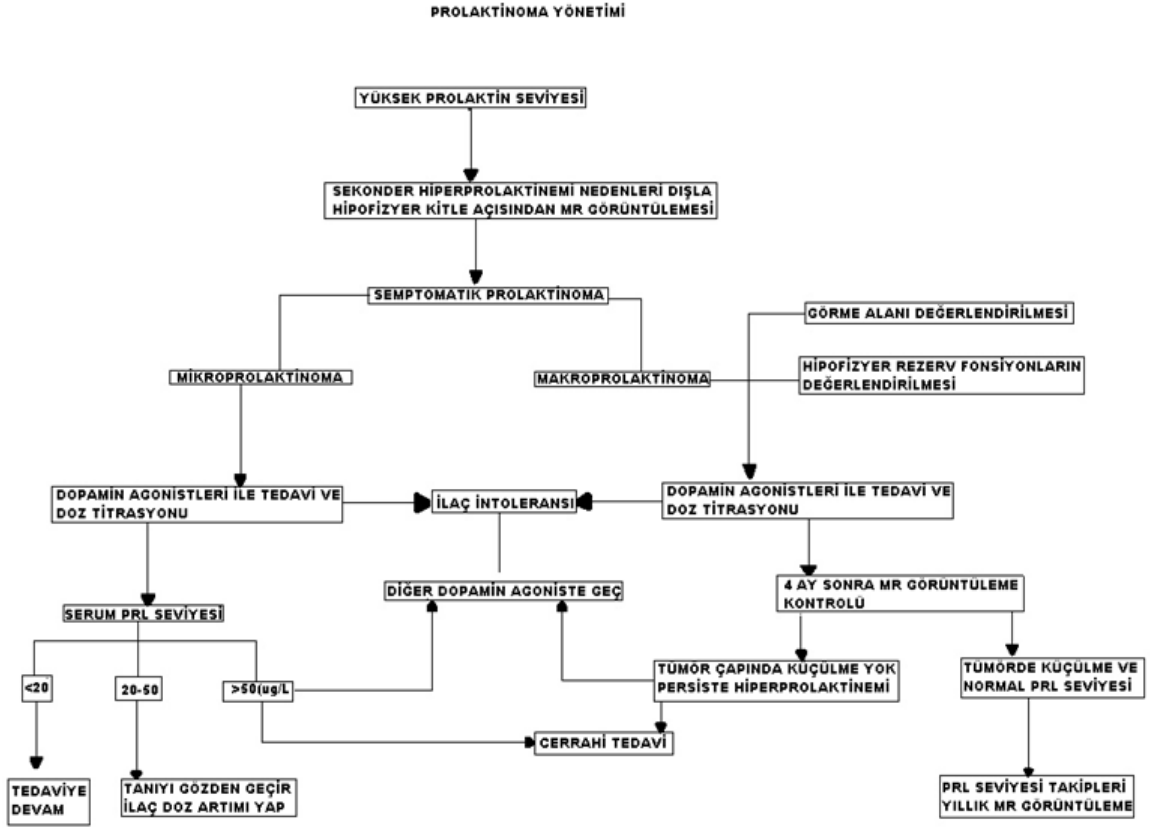 PROLAKTİNOMA YÖNETİMİ
YÜKSEK PROLAKTİN SEVİYESİ
SEKONDER HİPERPROLAKTİNEMİ NEDENLERİ DIŞLA
HİPOFİZYER KİTLE AÇISINDAN MR GÖRÜNTÜLEMESİ
SEMPTOMATIK PROLAKTİNOMA
GÖRME ALANI DEĞERLENDİRİLMESİ
MİKROPROLAKTİNOMA
MAKROPROLAKTİNOMA
HİPOFİZYER REZERV FONSİYONLARIN
DEĞERLENDİRİLMESİ
DOPAMİN AGONİSTLERİ İLE TEDAVİ VE
DOZ TİTRASYONU
İLAÇ İNTOLERANSI
DOPAMİN AGONİSTLERİ İLE TEDAVİ VE
DOZ TİTRASYONU
DİĞER DOPAMİN AGONİSTE GEÇ
4 AY SONRA MR GÖRÜNTÜLEME
KONTROLÜ
SERUM PRL SEVİYESİ
<20
20-50
>50(ug/L
TÜMÖR ÇAPINDA KÜÇÜLME YOK
PERSİSTE HİPERPROLAKTİNEMİ
TÜMÖRDE KÜÇÜLME VE
NORMAL PRL SEVİYESİ
CERRAHİ TEDAVİ
TEDAVİYE
DEVAM
TANIYI GÖZDEN GEÇİR
İLAÇ DOZ ARTIMI YAP
PRL SEVİYESİ TAKİPLERİ
YILLIK MR GÖRÜNTÜLEME